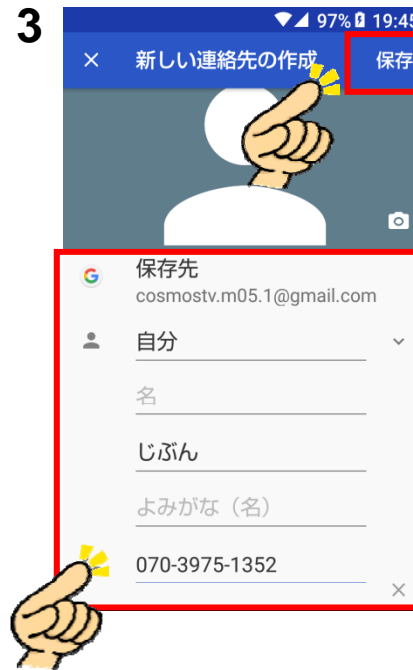 3
97% 19:45
× 新しい連絡先の作成 保存
G 保存先
cosmostv.m05.1@gmail.com
自分
名
じぶん
よみがな（名）
070-3975-1352